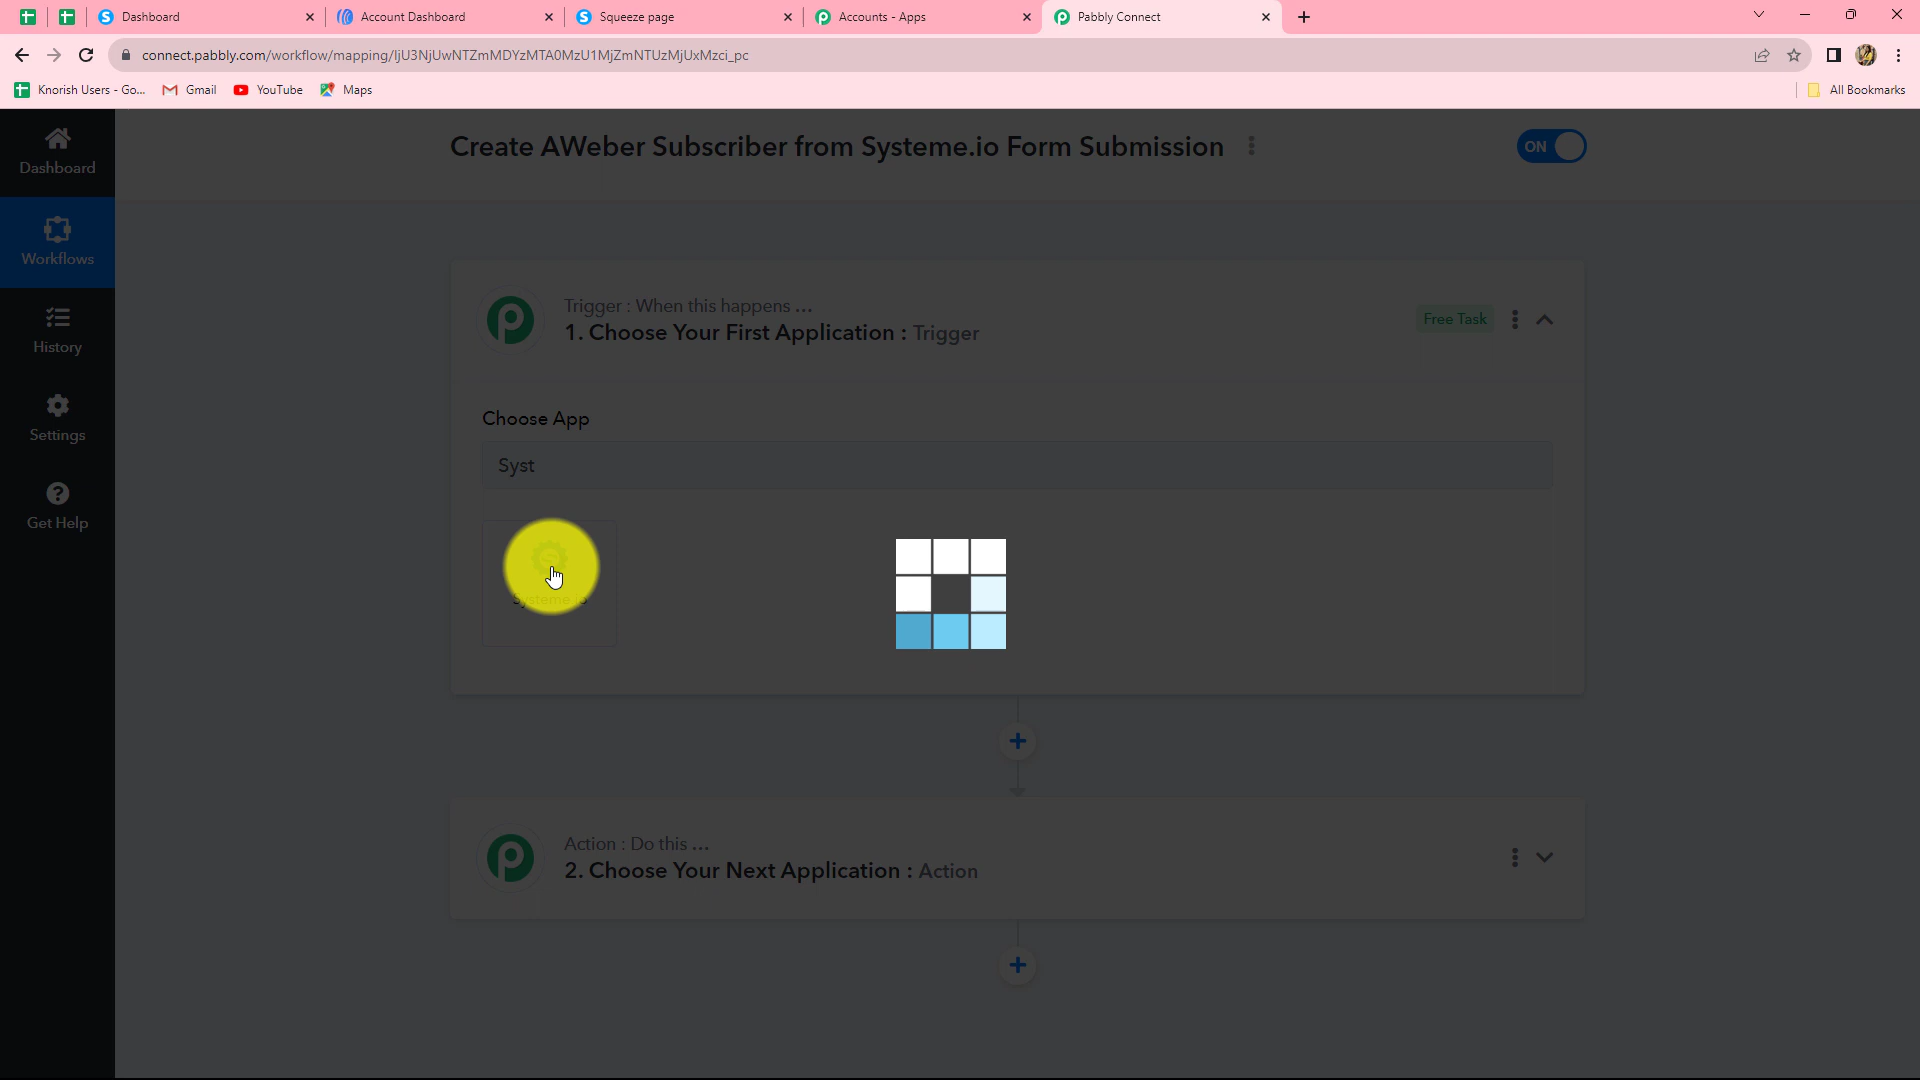 Dashboard
Account Dashboard
Squeeze page
Accounts - Apps
Pabbly Connect
connect.pabbly.com/workflow/mapping/IjU3NjUwNTZmMDYzMTA0MzU1MjZmNTUzMjUxMzci_pc
Knorish Users - Go...
Gmail
YouTube
Maps
All Bookmarks
Dashboard
Workflows
History
Settings
Get Help
Create AWeber Subscriber from Systeme.io Form Submission
ON
Trigger : When this happens ...
1. Choose Your First Application : Trigger
Free Task
Choose App
Syst
Systeme.io
Action : Do this ...
2. Choose Your Next Application : Action